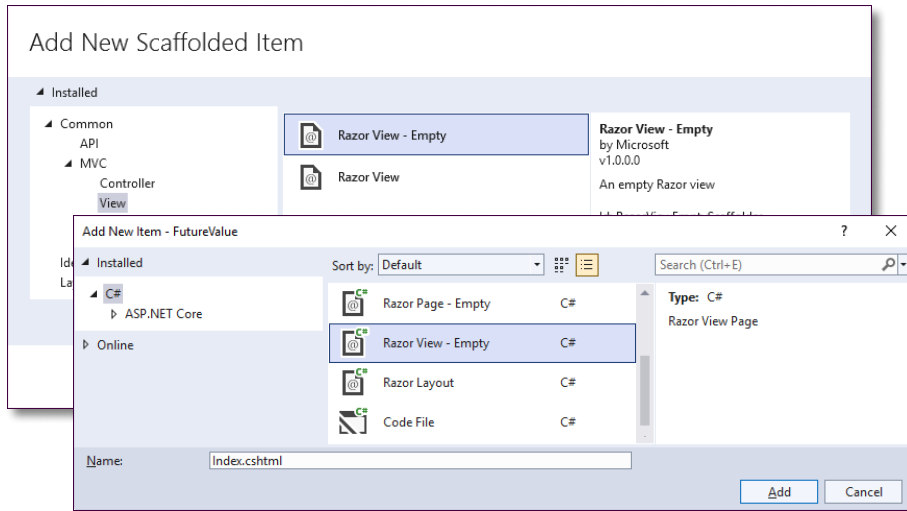 Add New Scaffolded Item
Installed
Common
API
MVC
Controller
View
Razor View - Empty
Razor View
Razor View - Empty
by Microsoft
v1.0.0.0
An empty Razor view
Add New Item - FutureValue
?
Installed
C#
ASP.NET Core
Online
Sort by: Default
Search (Ctrl+E)
Razor Page - Empty C#
Razor View - Empty C#
Razor Layout C#
Code File C#
Type: C#
Razor View Page
Name: Index.cshtml
Add Cancel